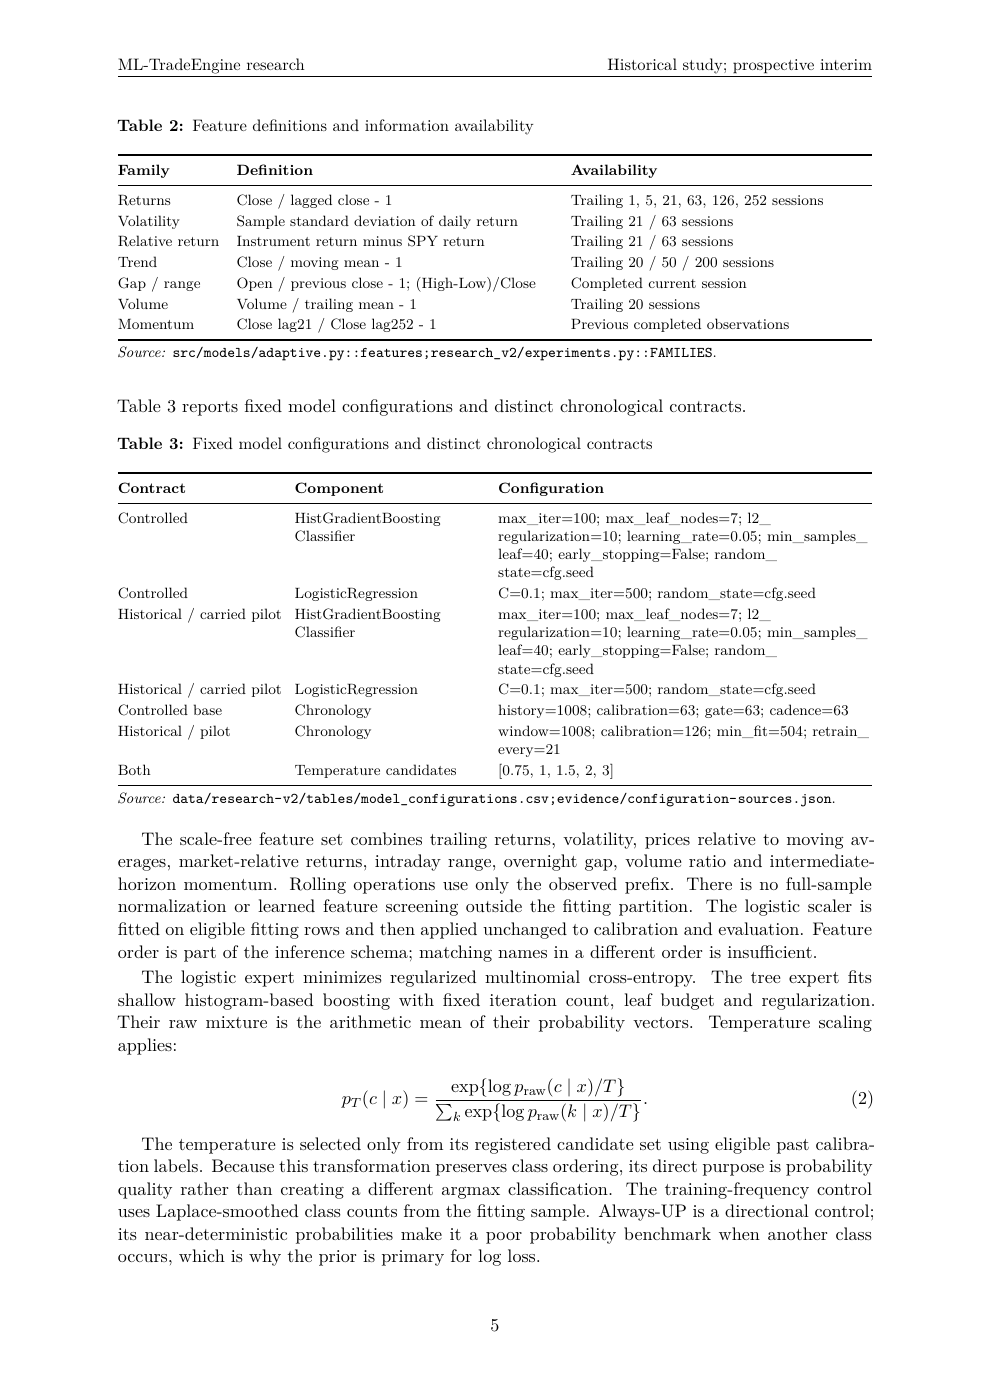 ML-TradeEngine research Historical study; prospective interim
Table 2: Feature definitions and information availability
Family Definition Availability
Returns Close / lagged close - 1 Trailing 1, 5, 21, 63, 126, 252 sessions
Volatility Sample standard deviation of daily return Trailing 21 / 63 sessions
Relative return Instrument return minus SPY return Trailing 21 / 63 sessions
Trend Close / moving mean - 1 Trailing 20 / 50 / 200 sessions
Gap / range Open / previous close - 1; (High-Low)/Close Completed current session
Volume Volume / trailing mean - 1 Trailing 20 sessions
Momentum Close lag21 / Close lag252 - 1 Previous completed observations
Source: src/models/adaptive.py::features;research_v2/experiments.py::FAMILIES.
Table 3 reports fixed model configurations and distinct chronological contracts.
Table 3: Fixed model configurations and distinct chronological contracts
Contract Component Configuration
Controlled HistGradientBoosting max_iter=100; max_leaf_nodes=7; l2_
Classifier regularization=10; learning_rate=0.05; min_samples_
leaf=40; early_stopping=False; random_
state=cfg.seed
Controlled LogisticRegression C=0.1; max_iter=500; random_state=cfg.seed
Historical / carried pilot HistGradientBoosting max_iter=100; max_leaf_nodes=7; l2_
Classifier regularization=10; learning_rate=0.05; min_samples_
leaf=40; early_stopping=False; random_
state=cfg.seed
Historical / carried pilot LogisticRegression C=0.1; max_iter=500; random_state=cfg.seed
Controlled base Chronology history=1008; calibration=63; gate=63; cadence=63
Historical / pilot Chronology window=1008; calibration=126; min_fit=504; retrain_
every=21
Both Temperature candidates [0.75, 1, 1.5, 2, 3]
Source: data/research-v2/tables/model_configurations.csv;evidence/configuration-sources.json.
The scale-free feature set combines trailing returns, volatility, prices relative to moving av-
erages, market-relative returns, intraday range, overnight gap, volume ratio and intermediate-
horizon momentum. Rolling operations use only the observed prefix. There is no full-sample
normalization or learned feature screening outside the fitting partition. The logistic scaler is
fitted on eligible fitting rows and then applied unchanged to calibration and evaluation. Feature
order is part of the inference schema; matching names in a different order is insufficient.
The logistic expert minimizes regularized multinomial cross-entropy. The tree expert fits
shallow histogram-based boosting with fixed iteration count, leaf budget and regularization.
Their raw mixture is the arithmetic mean of their probability vectors. Temperature scaling
applies:
p_T(c | x) = exp{log p_raw(c | x)/T} / ∑_k exp{log p_raw(k | x)/T}. (2)
The temperature is selected only from its registered candidate set using eligible past calibra-
tion labels. Because this transformation preserves class ordering, its direct purpose is probability
quality rather than creating a different argmax classification. The training-frequency control
uses Laplace-smoothed class counts from the fitting sample. Always-UP is a directional control;
its near-deterministic probabilities make it a poor probability benchmark when another class
occurs, which is why the prior is primary for log loss.
5